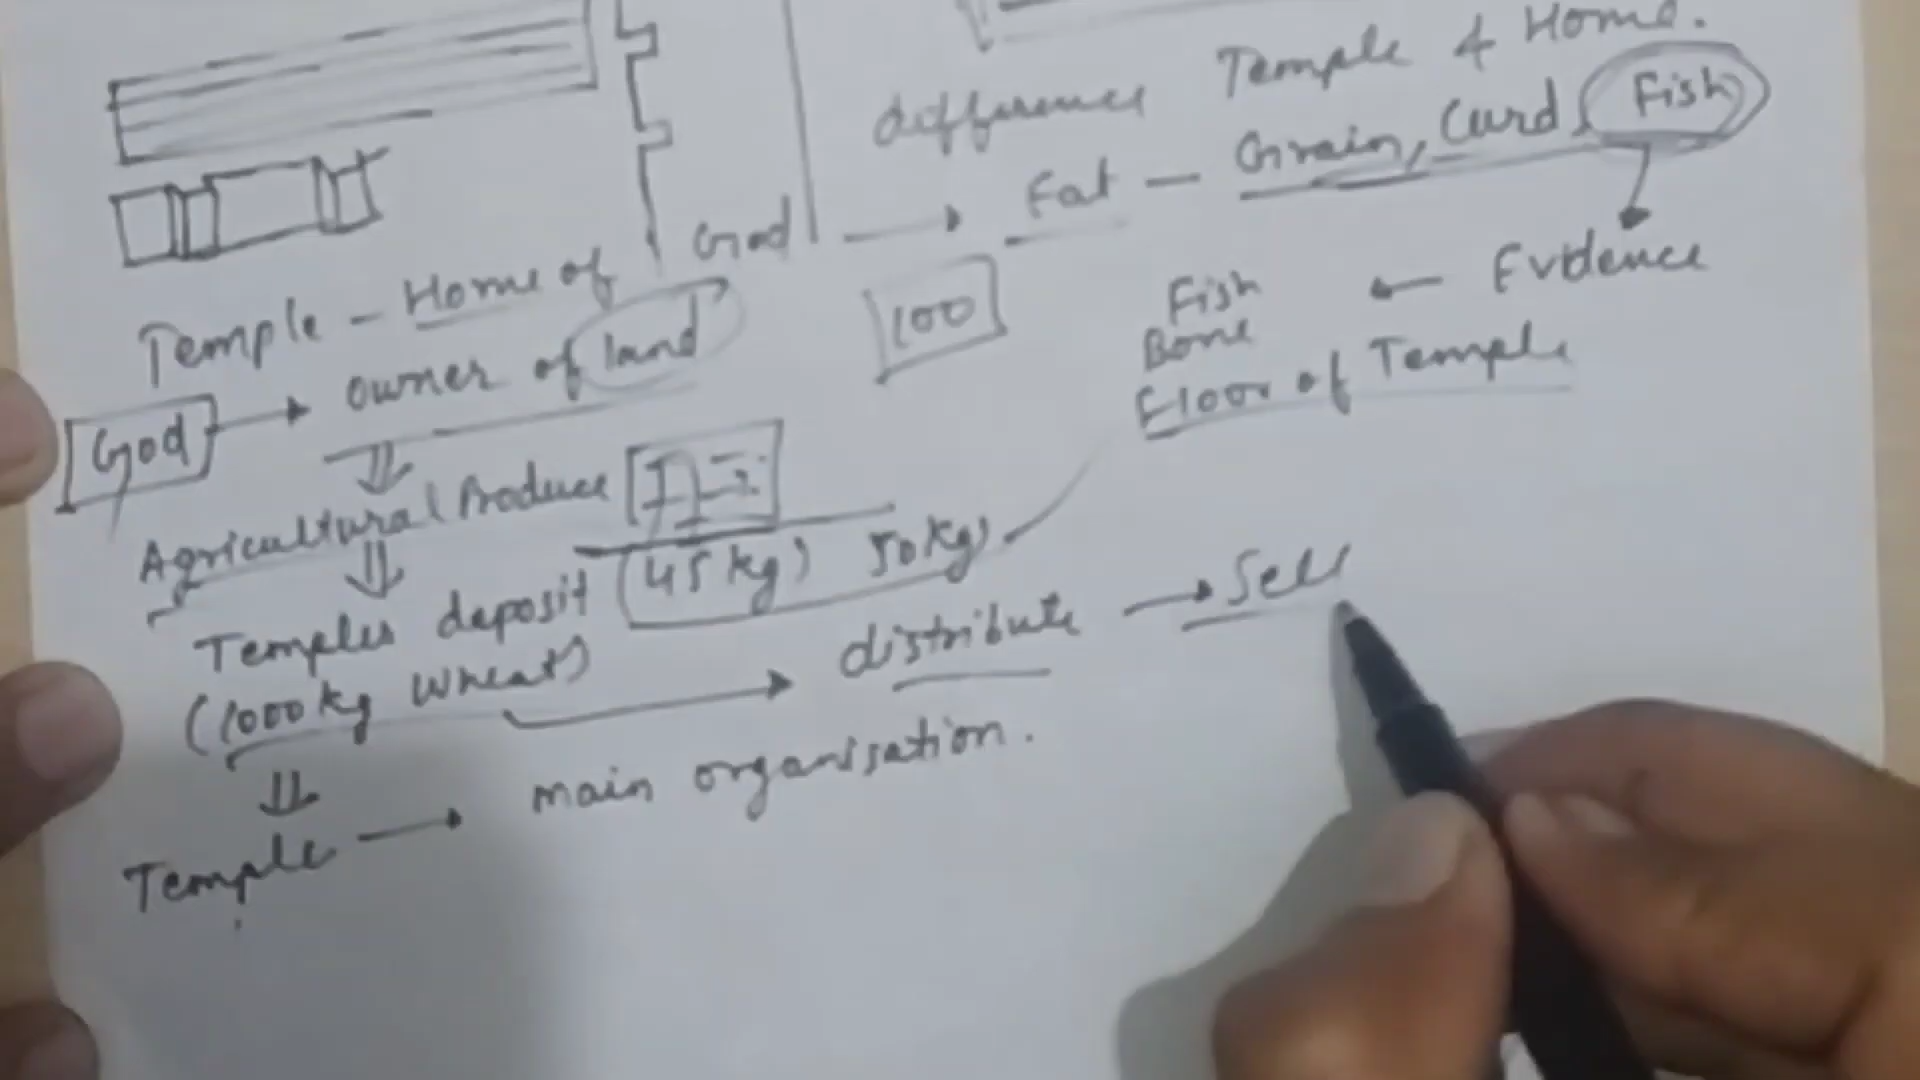 difference Temple & Home.
God → Eat — Grain, Curd, Fish
Temple - Home of
100
Fish ← Evidence
Bone
Floor of Temple
God → owner of land
Agricultural Produce
Temples deposit (45 kg) 50 kg)
(1000 kg wheat) → distribute → Sell
Temple → main organisation.